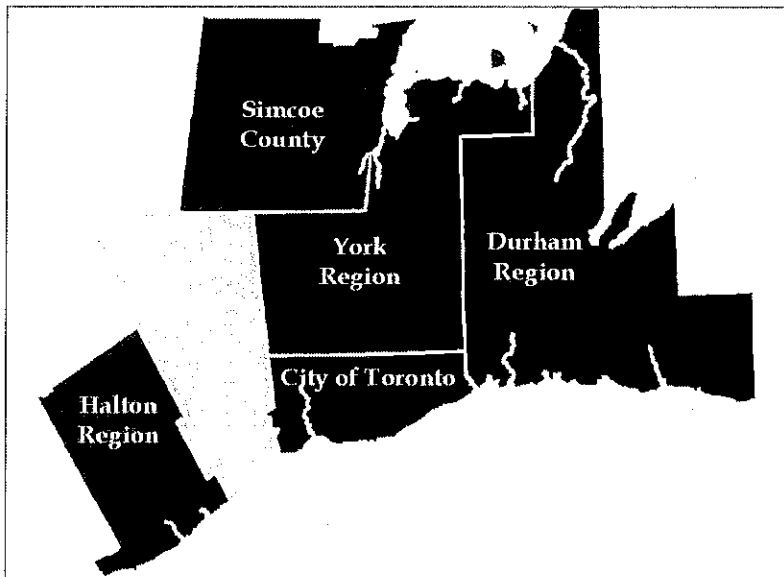 Simcoe
County
York
Region
Durham
Region
City of Toronto
Halton
Region